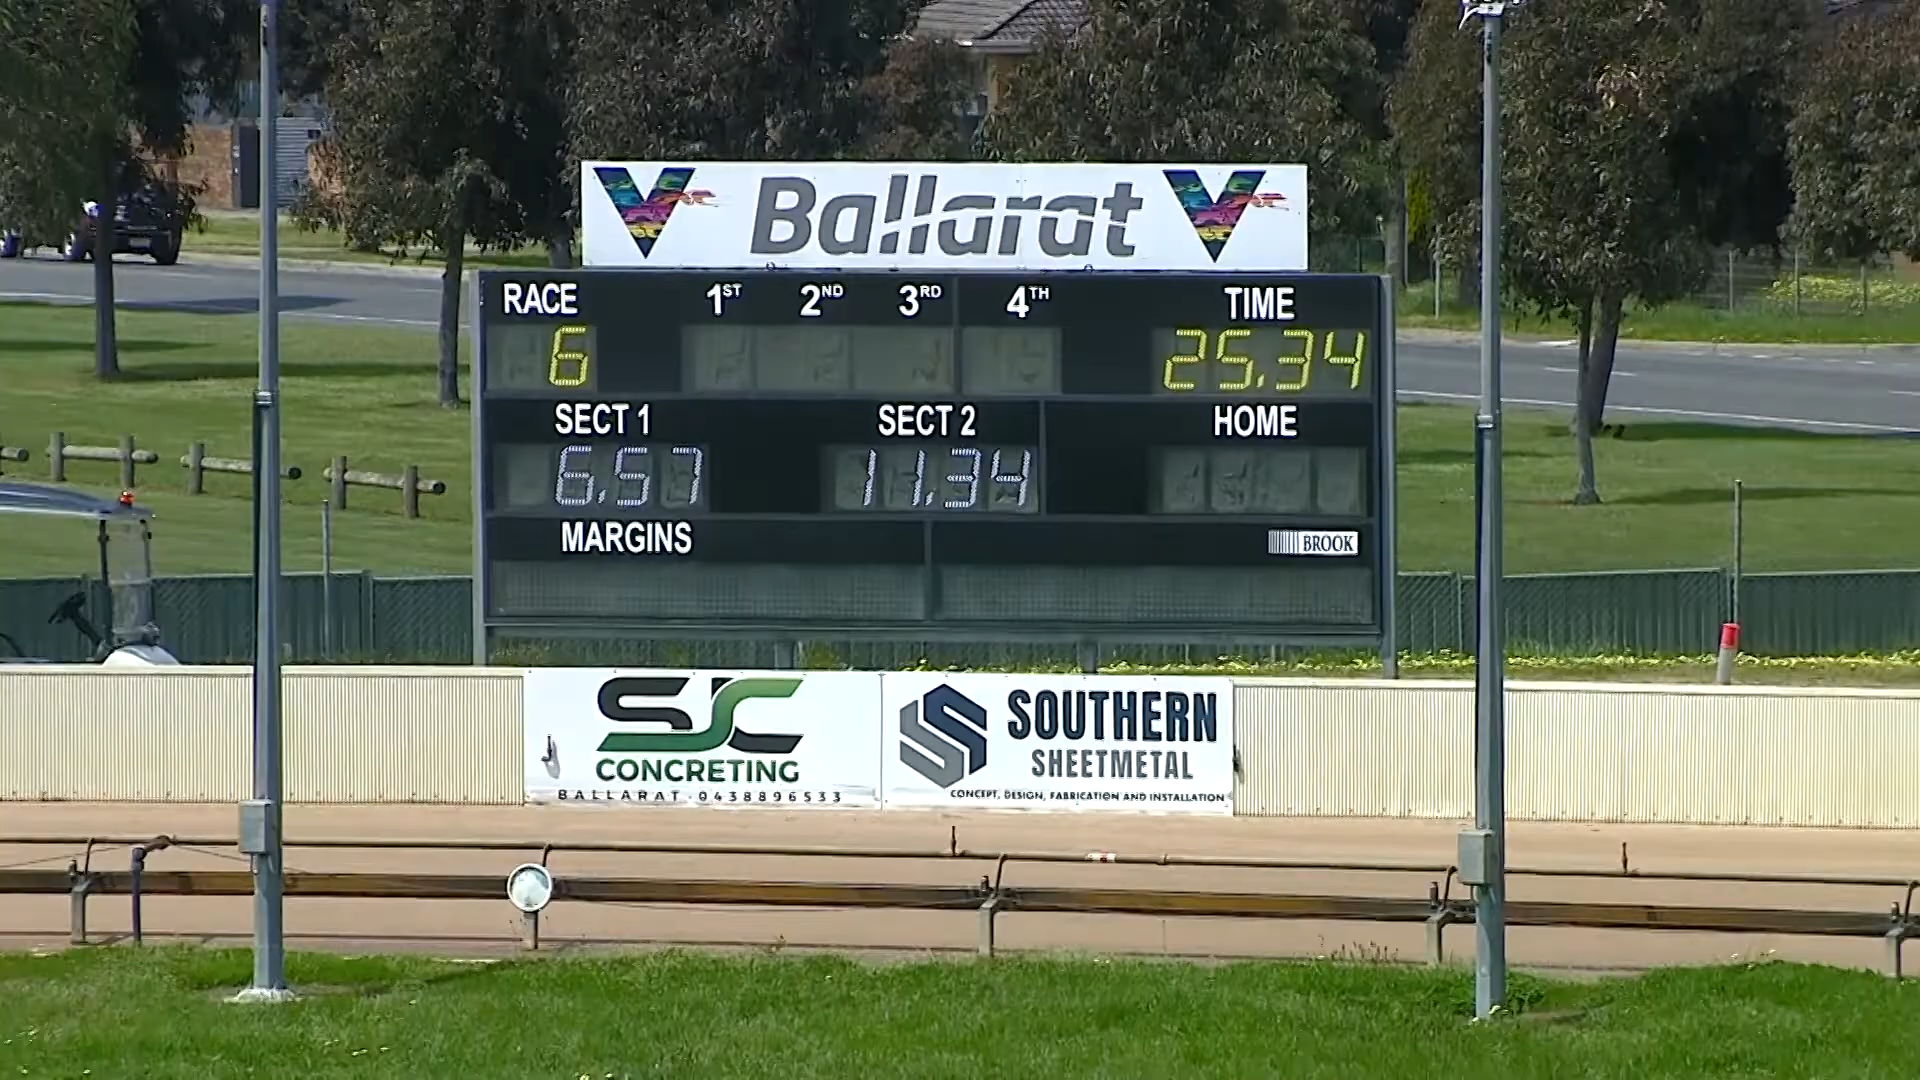 Ballarat
RACE 1ST 2ND 3RD 4TH TIME
6 25.34
SECT 1 SECT 2 HOME
6.57 11.34
MARGINS BROOK
SJC
CONCRETING
BALLARAT·0438896533
SOUTHERN
SHEETMETAL
CONCEPT, DESIGN, FABRICATION AND INSTALLATION